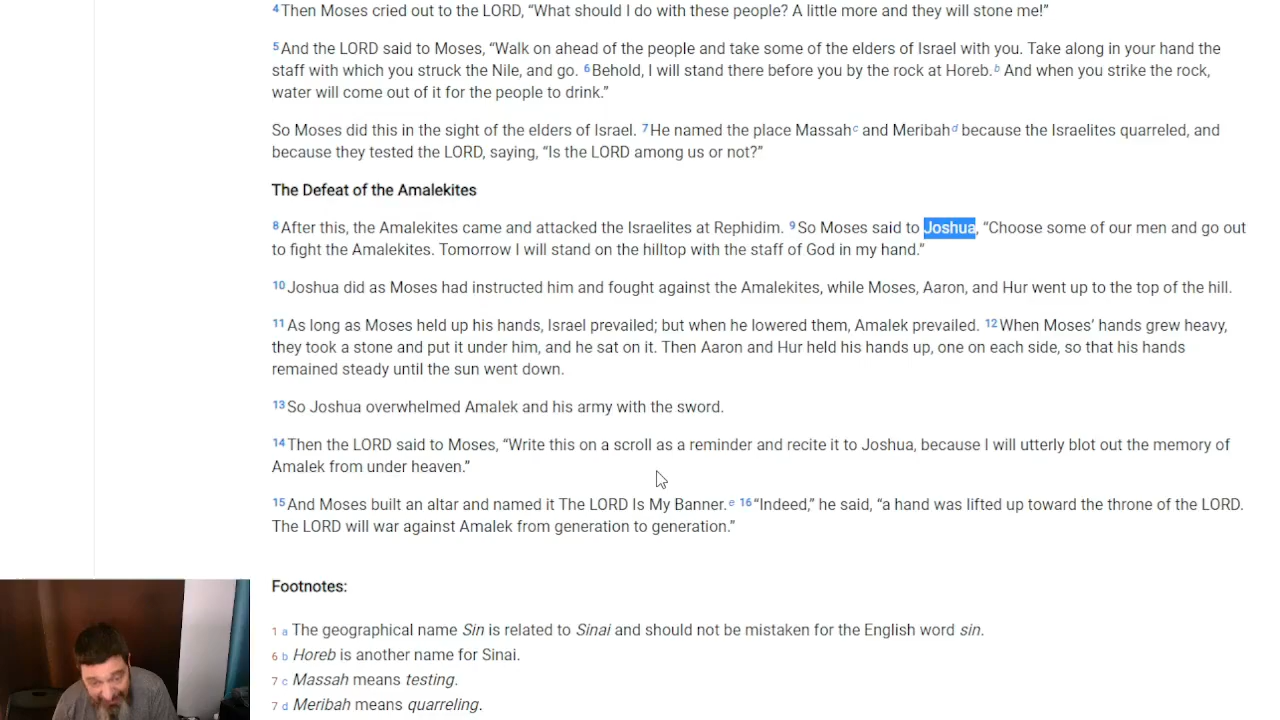 4 Then Moses cried out to the LORD, “What should I do with these people? A little more and they will stone me!”
5 And the LORD said to Moses, “Walk on ahead of the people and take some of the elders of Israel with you. Take along in your hand the
staff with which you struck the Nile, and go. 6 Behold, I will stand there before you by the rock at Horeb. b And when you strike the rock,
water will come out of it for the people to drink.”
So Moses did this in the sight of the elders of Israel. 7 He named the place Massah c and Meribah d because the Israelites quarreled, and
because they tested the LORD, saying, “Is the LORD among us or not?”
The Defeat of the Amalekites
8 After this, the Amalekites came and attacked the Israelites at Rephidim. 9 So Moses said to Joshua, “Choose some of our men and go out
to fight the Amalekites. Tomorrow I will stand on the hilltop with the staff of God in my hand.”
10 Joshua did as Moses had instructed him and fought against the Amalekites, while Moses, Aaron, and Hur went up to the top of the hill.
11 As long as Moses held up his hands, Israel prevailed; but when he lowered them, Amalek prevailed. 12 When Moses’ hands grew heavy,
they took a stone and put it under him, and he sat on it. Then Aaron and Hur held his hands up, one on each side, so that his hands
remained steady until the sun went down.
13 So Joshua overwhelmed Amalek and his army with the sword.
14 Then the LORD said to Moses, “Write this on a scroll as a reminder and recite it to Joshua, because I will utterly blot out the memory of
Amalek from under heaven.”
15 And Moses built an altar and named it The LORD Is My Banner. e 16 “Indeed,” he said, “a hand was lifted up toward the throne of the LORD.
The LORD will war against Amalek from generation to generation.”
Footnotes:
1 a The geographical name Sin is related to Sinai and should not be mistaken for the English word sin.
6 b Horeb is another name for Sinai.
7 c Massah means testing.
7 d Meribah means quarreling.